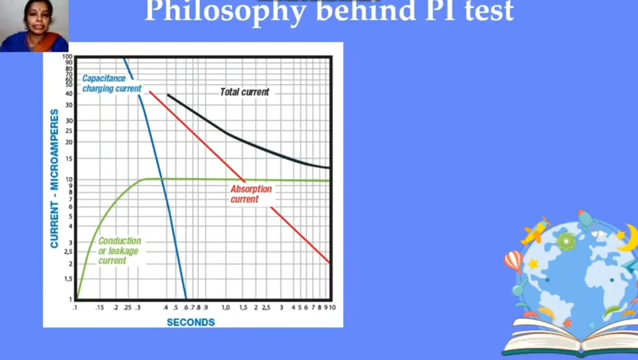 Philosophy behind PI test
Capacitance
charging current
Total current
Absorption
current
Conduction
or leakage
current
CURRENT - MICROAMPERES
100
90
80
70
60
50
40
30
20
15
10
9
8
7
6
5
4
3
2,5
2
1,5
1
.1 .15 .2 .25 .3 .4 .5 .6 .7 .8 .9 1,0 1,5 2 2,5 3 4 5 6 7 8 9 10
SECONDS